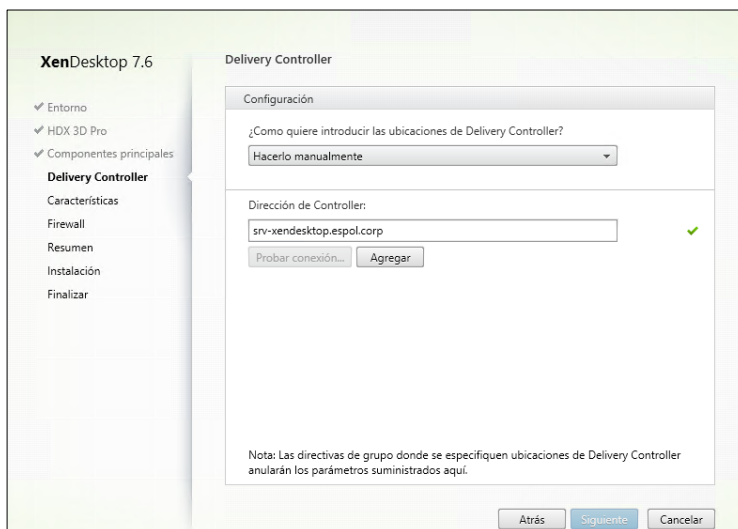 XenDesktop 7.6
Entorno
HDX 3D Pro
Componentes principales
Delivery Controller
Características
Firewall
Resumen
Instalación
Finalizar
Delivery Controller
Configuración
¿Como quiere introducir las ubicaciones de Delivery Controller?
Hacerlo manualmente
Dirección de Controller:
srv-xendesktop.espol.corp
Probar conexión... Agregar
Nota: Las directivas de grupo donde se especifiquen ubicaciones de Delivery Controller
anularán los parámetros suministrados aquí.
Atrás Siguiente Cancelar